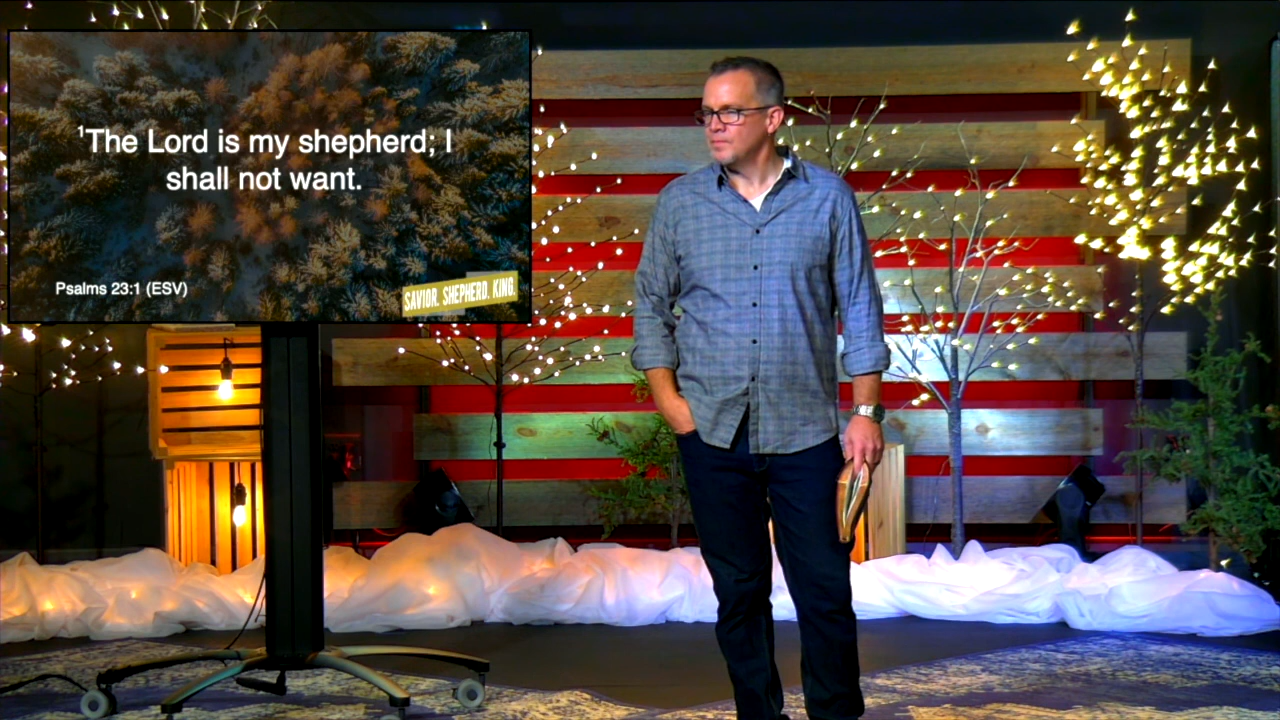 ¹The Lord is my shepherd; I
shall not want.
Psalms 23:1 (ESV)
SAVIOR. SHEPHERD. KING.